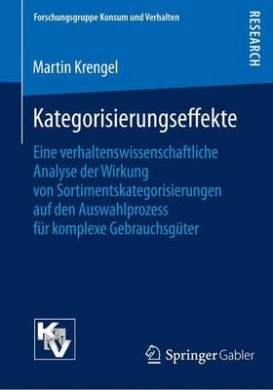 Forschungsgruppe Konsum und Verhalten
RESEARCH
Martin Krengel
Kategorisierungseffekte
Eine verhaltenswissenschaftliche
Analyse der Wirkung
von Sortimentskategorisierungen
auf den Auswahlprozess
für komplexe Gebrauchsgüter
KV
Springer Gabler